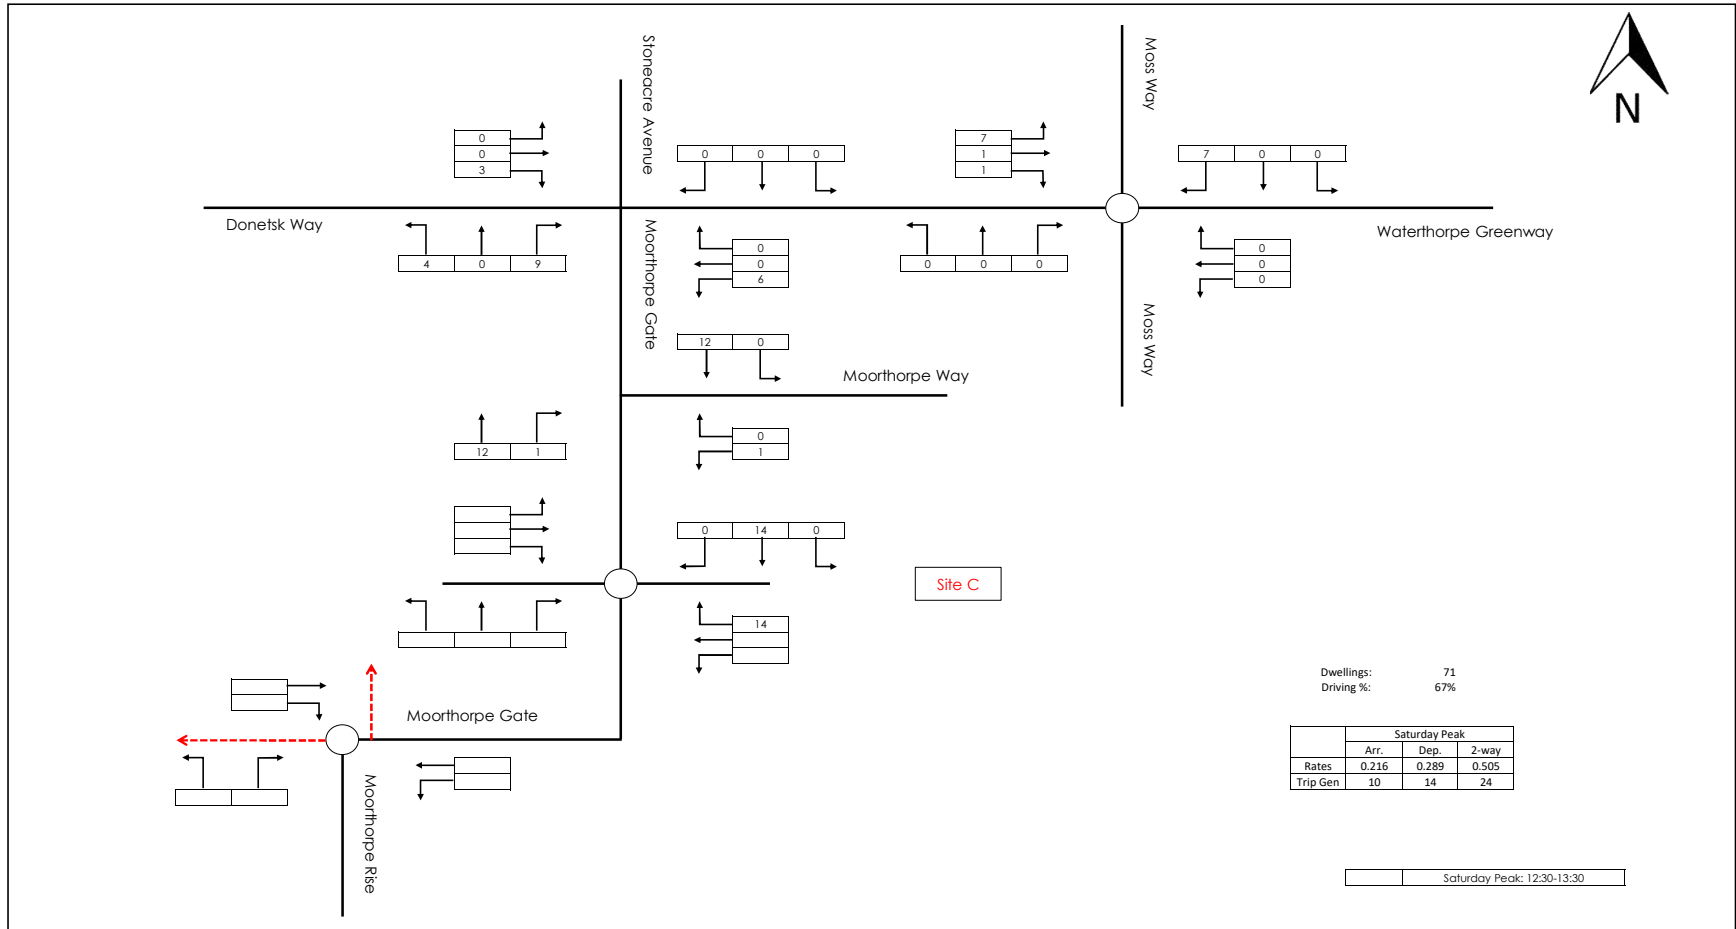 Stoneacre Avenue
Moss Way
N
0
0
3
0 0 0
7
1
1
7 0 0
Donetsk Way
Waterthorpe Greenway
4 0 9
Moorthorpe Gate
0
0
6
0 0 0
0
0
0
Moss Way
12 0
Moorthorpe Way
12 1
0
1
0 14 0
Site C
14
Moorthorpe Gate
Moorthorpe Rise
Dwellings: 71
Driving %: 67%
Saturday Peak
Arr. Dep. 2-way
Rates 0.216 0.289 0.505
Trip Gen 10 14 24
Saturday Peak: 12:30-13:30